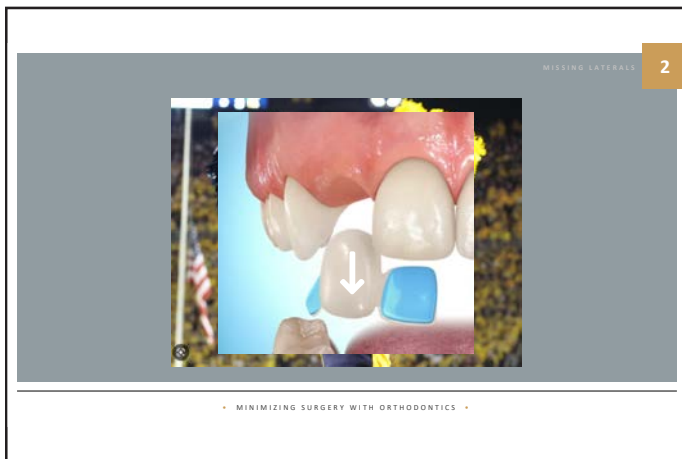 MISSING LATERALS 2
• MINIMIZING SURGERY WITH ORTHODONTICS •